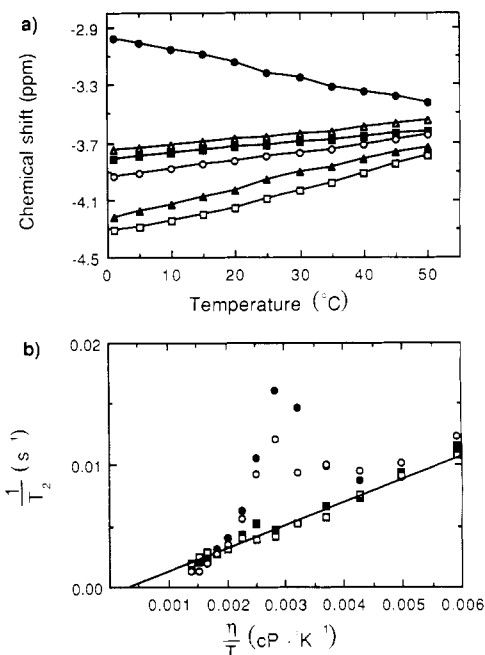 a)
-2.9
-3.3
-3.7
-4.1
-4.5
Chemical shift (ppm)
0 10 20 30 40 50
Temperature (°C)
b)
0.02
0.01
0.00
1/T2 (s-1)
0.001 0.002 0.003 0.004 0.005 0.006
η/T (cP · K-1)